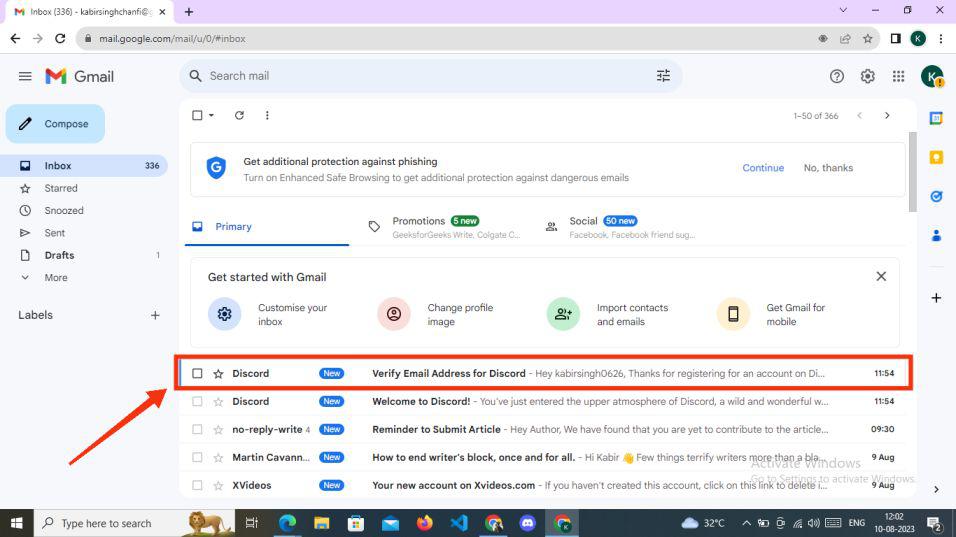 Inbox (336) - kabirsinghchanfi@g
mail.google.com/mail/u/0/#inbox
K
Gmail
Search mail
K
Compose
1–50 of 366
Inbox 336
Starred
Snoozed
Sent
Drafts 1
More
Labels
Get additional protection against phishing
Turn on Enhanced Safe Browsing to get additional protection against dangerous emails
Continue No, thanks
Primary
Promotions 5 new
GeeksforGeeks Write, Colgate C...
Social 50 new
Facebook, Facebook friend sug...
Get started with Gmail
Customise your
inbox
Change profile
image
Import contacts
and emails
Get Gmail for
mobile
Discord New Verify Email Address for Discord - Hey kabirsingh0626, Thanks for registering for an account on Di... 11:54
Discord New Welcome to Discord! - You've just entered the upper atmosphere of Discord, a wild and wonderful w... 11:54
no-reply-write 4 New Reminder to Submit Article - Hey Author, We have found that you are yet to contribute to the article... 09:30
Martin Cavann... New How to end writer's block, once and for all. - Hi Kabir 👋 Few things terrify writers more than a bla... 9 Aug
XVideos New Your new account on Xvideos.com - If you haven't created this account, click on this link to delete i... 9 Aug
Activate Windows
Go to Settings to activate Windows.
Type here to search
32°C
ENG
12:02
10-08-2023
2